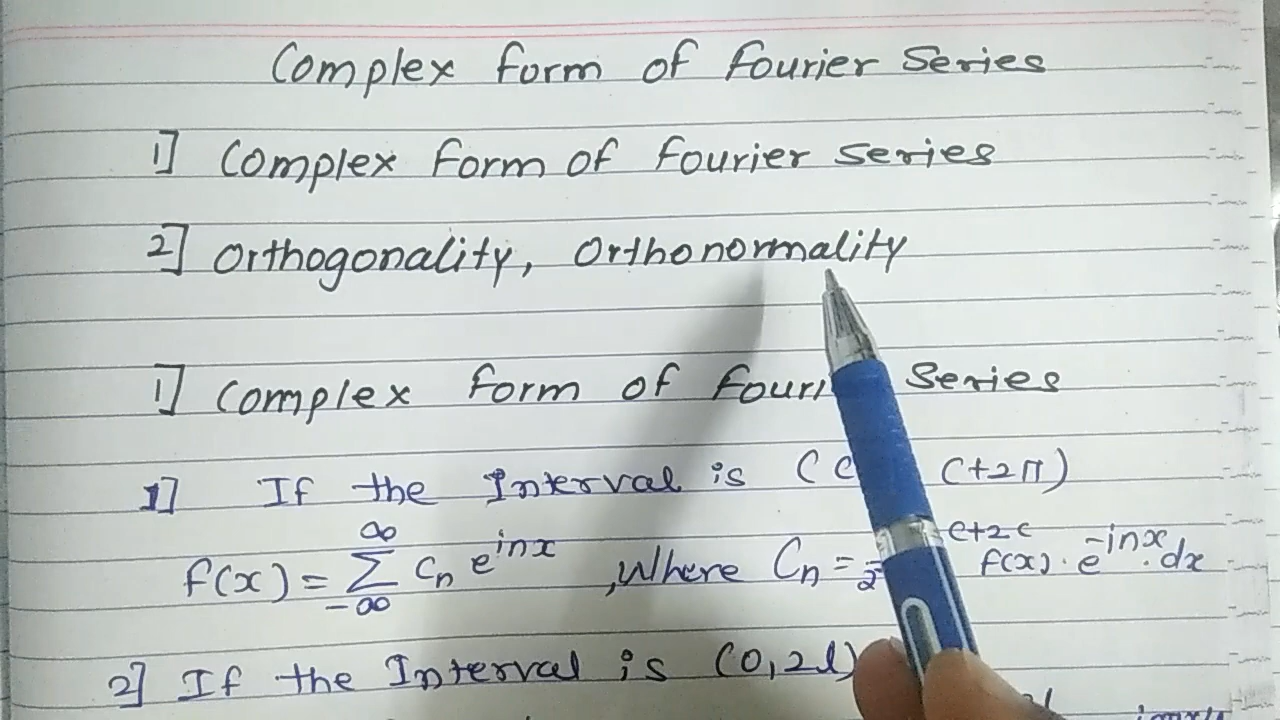 Complex form of Fourier Series
1] Complex Form of Fourier series
2] Orthogonality, Orthonormality
1] Complex form of Series
1] If the Interval is (C C+2π)
f(x) = ∑ Cn e^inx , Where Cn = f(x) · e^-inx · dx
2] If the Interval is (0,2l)